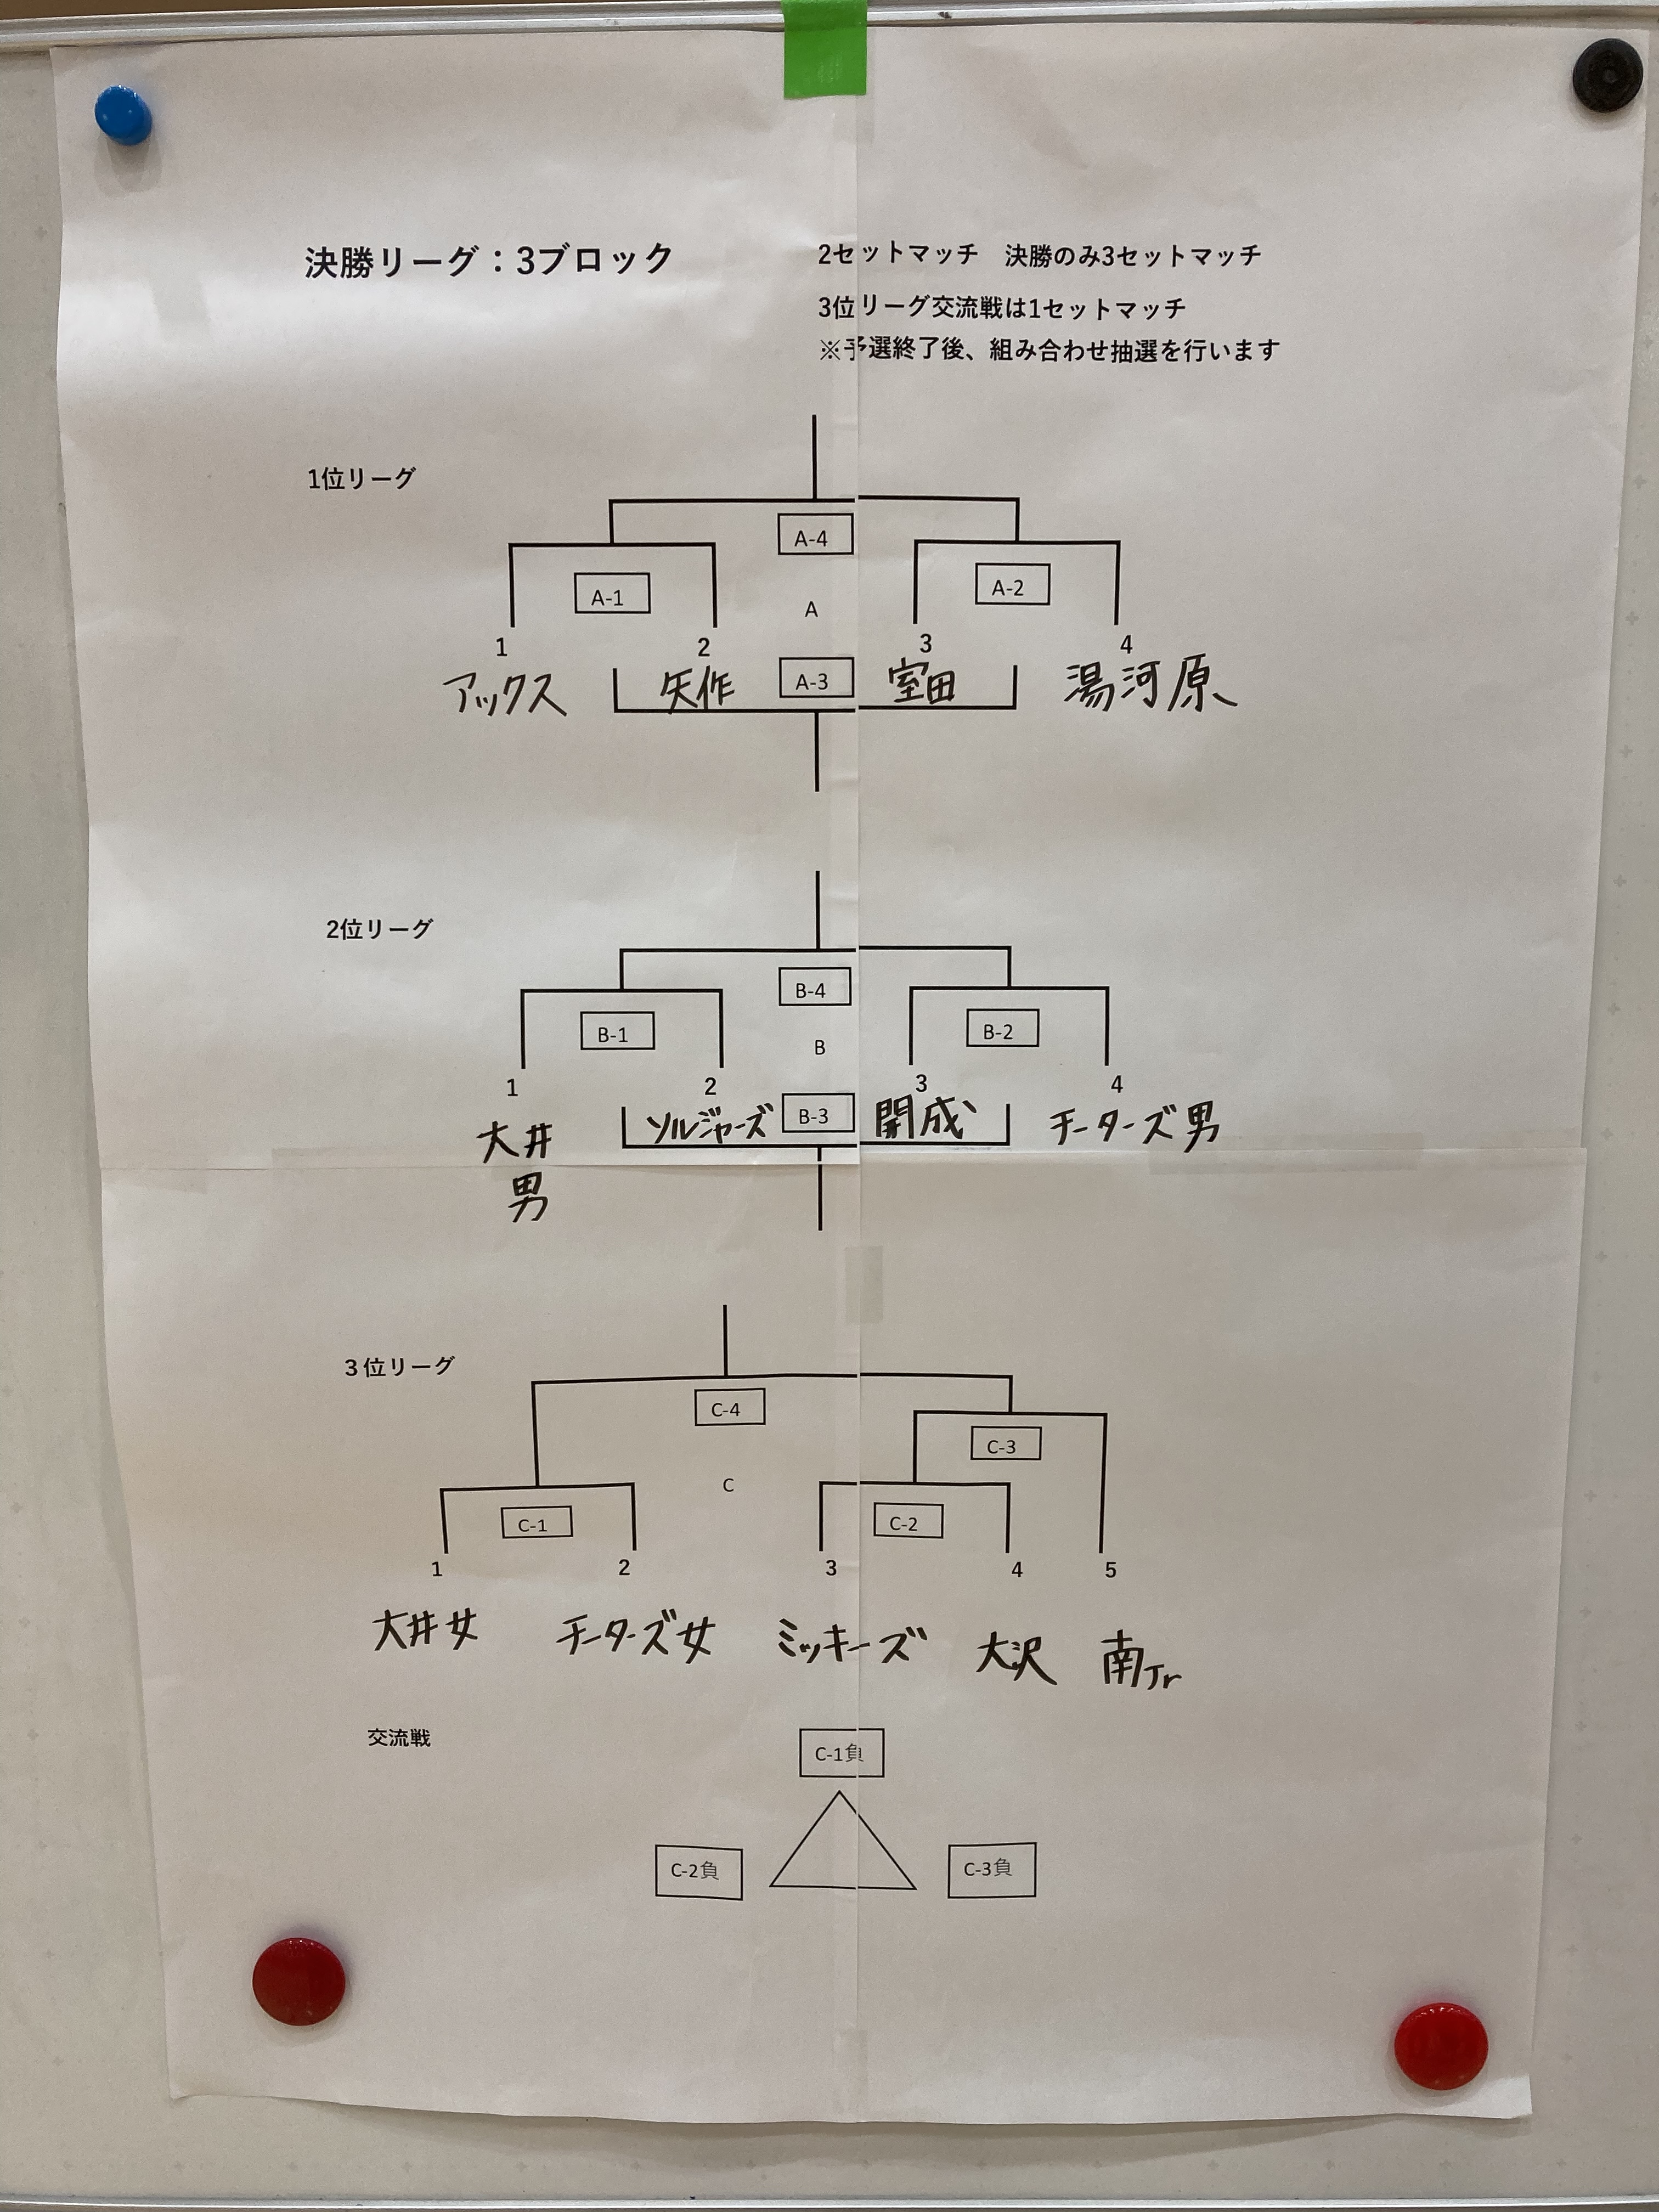 決勝リーグ：3ブロック
2セットマッチ　決勝のみ3セットマッチ
3位リーグ交流戦は1セットマッチ
※予選終了後、組み合わせ抽選を行います
1位リーグ
A-4
A-1
A-2
A
1 2 3 4
アックス 矢作 A-3 室田 湯河原
2位リーグ
B-4
B-1
B-2
B
1 2 3 4
大井男 ソルジャーズ B-3 開成 チーターズ男
３位リーグ
C-4
C-3
C
C-1
C-2
1 2 3 4 5
大井女 チーターズ女 ミッキーズ 大沢 南Jr
交流戦
C-1負
C-2負
C-3負